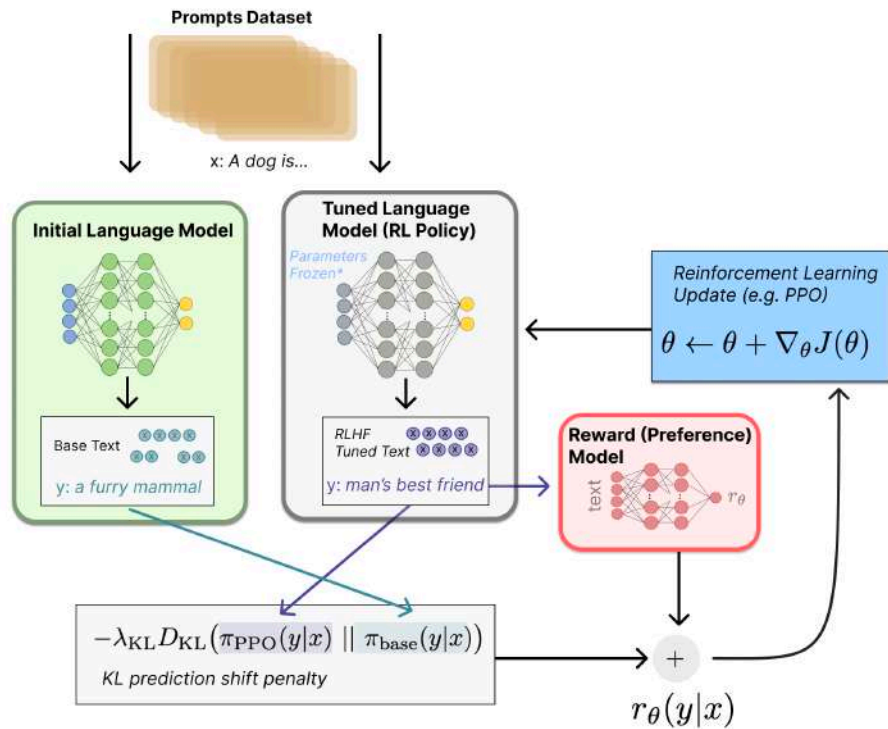 Prompts Dataset
x: A dog is...
Initial Language Model
Tuned Language
Model (RL Policy)
Parameters
Frozen*
Reinforcement Learning
Update (e.g. PPO)
θ ← θ + ∇θJ(θ)
Base Text
x x x x
x x x x
y: a furry mammal
RLHF
Tuned Text
x x x x
x x x x
y: man's best friend
Reward (Preference)
Model
text
rθ
−λKL DKL(πPPO(y|x) || πbase(y|x))
KL prediction shift penalty
+
rθ(y|x)